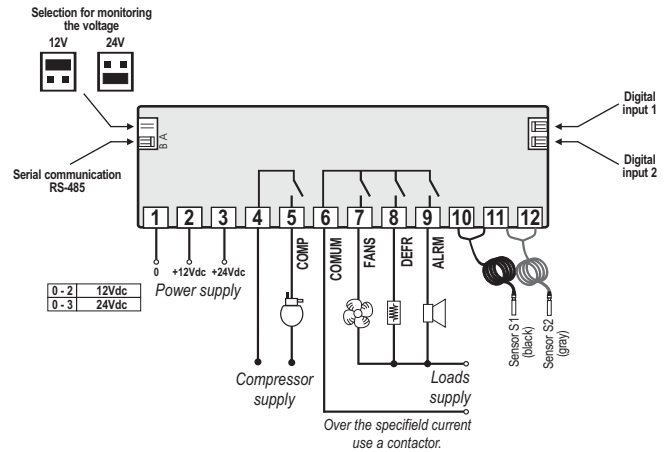 Selection for monitoring
the voltage
12V 24V
Digital
input 1
A
B
Digital
input 2
Serial communication
RS-485
1 2 3 4 5 6 7 8 9 10 11 12
COMP
COMUM
FANS
DEFR
ALRM
0 +12Vdc +24Vdc
Power supply
0 - 2 12Vdc
0 - 3 24Vdc
Sensor S1
(black)
Sensor S2
(gray)
Compressor
supply
Loads
supply
Over the specifield current
use a contactor.